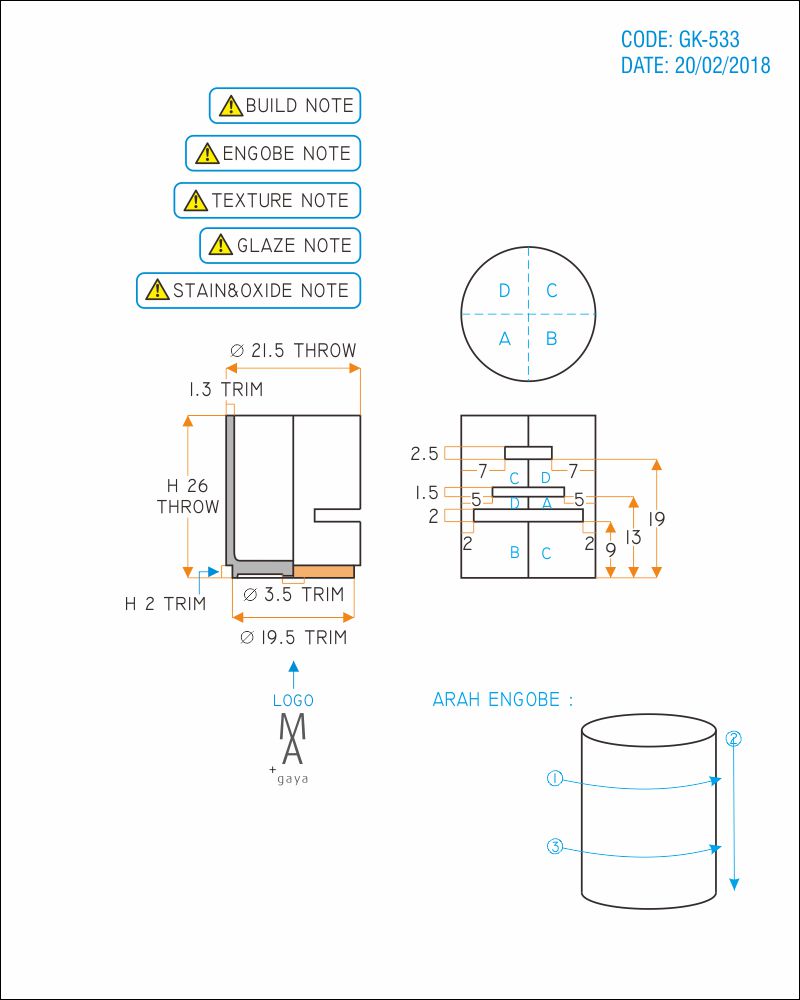 CODE: GK-533
DATE: 20/02/2018
BUILD NOTE
ENGOBE NOTE
TEXTURE NOTE
GLAZE NOTE
STAIN&OXIDE NOTE
D C
A B
Ø 21.5 THROW
1.3 TRIM
H 26
THROW
H 2 TRIM
Ø 3.5 TRIM
Ø 19.5 TRIM
2.5
7 7
C D
1.5
5 5
D A
2
2 2
B C
9
13
19
LOGO
MA
+
gaya
ARAH ENGOBE :
②
①
③